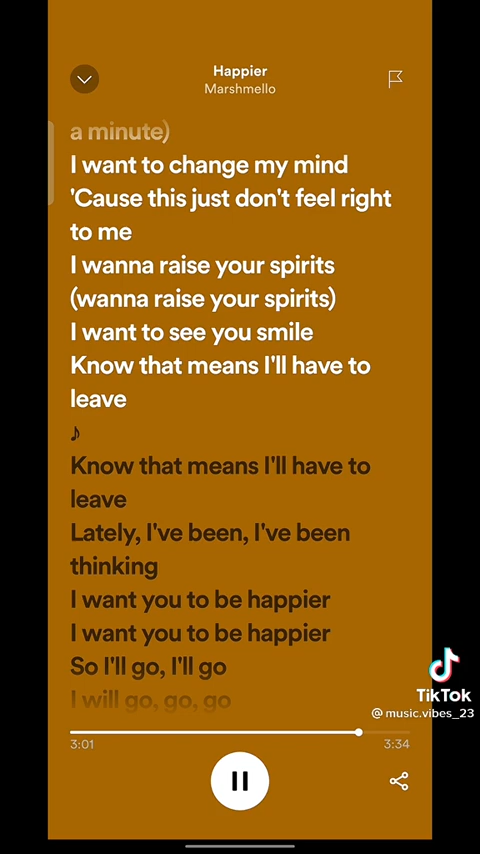 Happier
Marshmello
a minute)
I want to change my mind
'Cause this just don't feel right
to me
I wanna raise your spirits
(wanna raise your spirits)
I want to see you smile
Know that means I'll have to
leave
♪
Know that means I'll have to
leave
Lately, I've been, I've been
thinking
I want you to be happier
I want you to be happier
So I'll go, I'll go
I will go, go, go
TikTok
@music.vibes_23
3:01
3:34